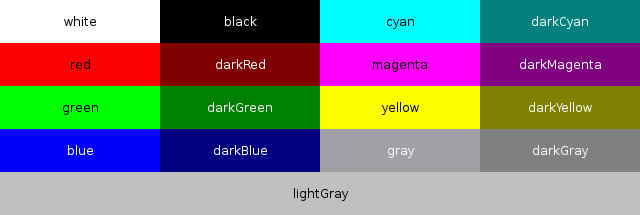 white black cyan darkCyan
red darkRed magenta darkMagenta
green darkGreen yellow darkYellow
blue darkBlue gray darkGray
lightGray